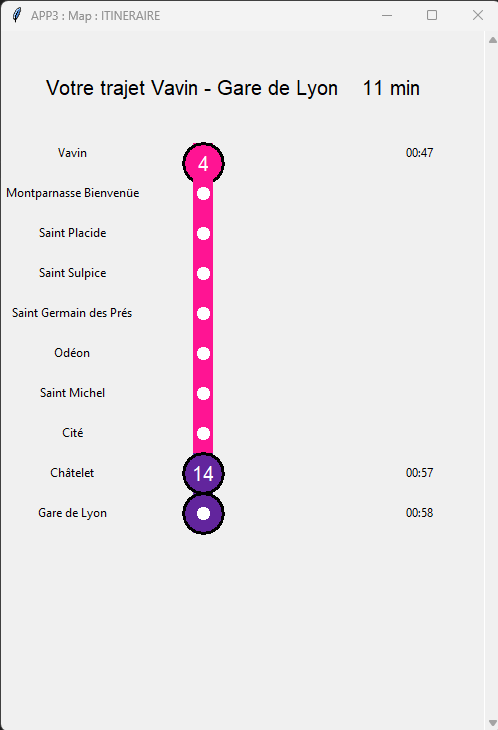 APP3 : Map : ITINERAIRE
Votre trajet Vavin - Gare de Lyon 11 min
Vavin 4 00:47
Montparnasse Bienvenüe
Saint Placide
Saint Sulpice
Saint Germain des Prés
Odéon
Saint Michel
Cité
Châtelet 14 00:57
Gare de Lyon 00:58